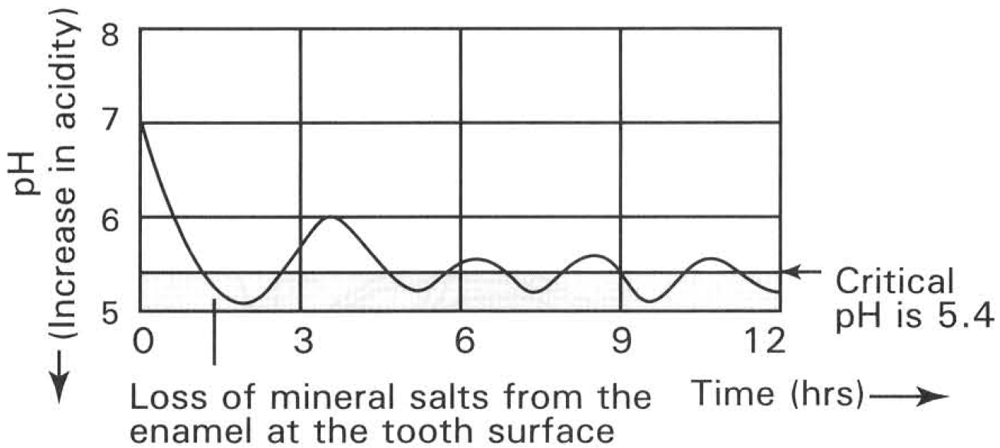 pH
(Increase in acidity)
8
7
6
5
0 3 6 9 12
Critical
pH is 5.4
Loss of mineral salts from the
enamel at the tooth surface
Time (hrs)